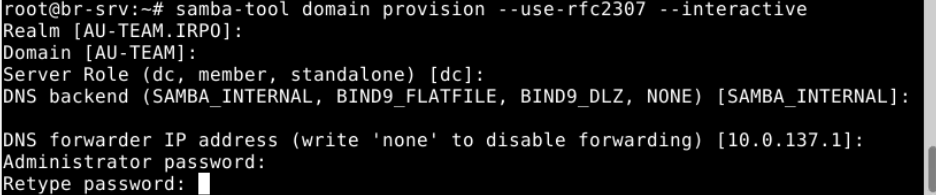 root@br-srv:~# samba-tool domain provision --use-rfc2307 --interactive
Realm [AU-TEAM.IRPO]:
Domain [AU-TEAM]:
Server Role (dc, member, standalone) [dc]:
DNS backend (SAMBA_INTERNAL, BIND9_FLATFILE, BIND9_DLZ, NONE) [SAMBA_INTERNAL]:
DNS forwarder IP address (write 'none' to disable forwarding) [10.0.137.1]:
Administrator password:
Retype password: